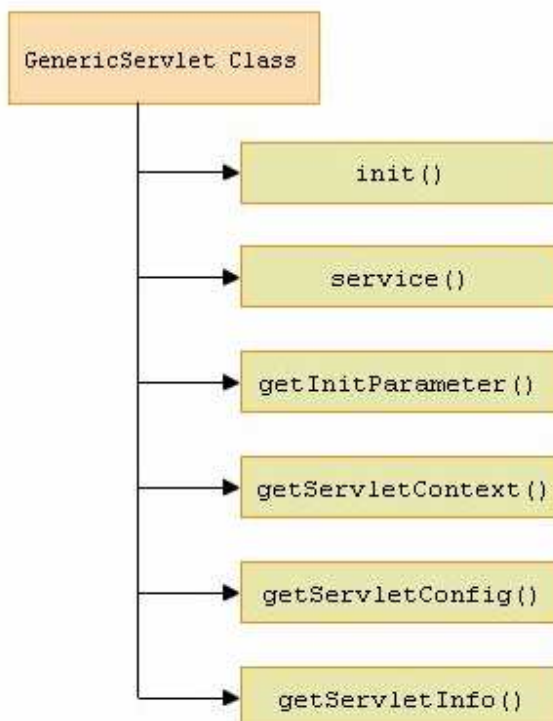 GenericServlet Class
init()
service()
getInitParameter()
getServletContext()
getServletConfig()
getServletInfo()